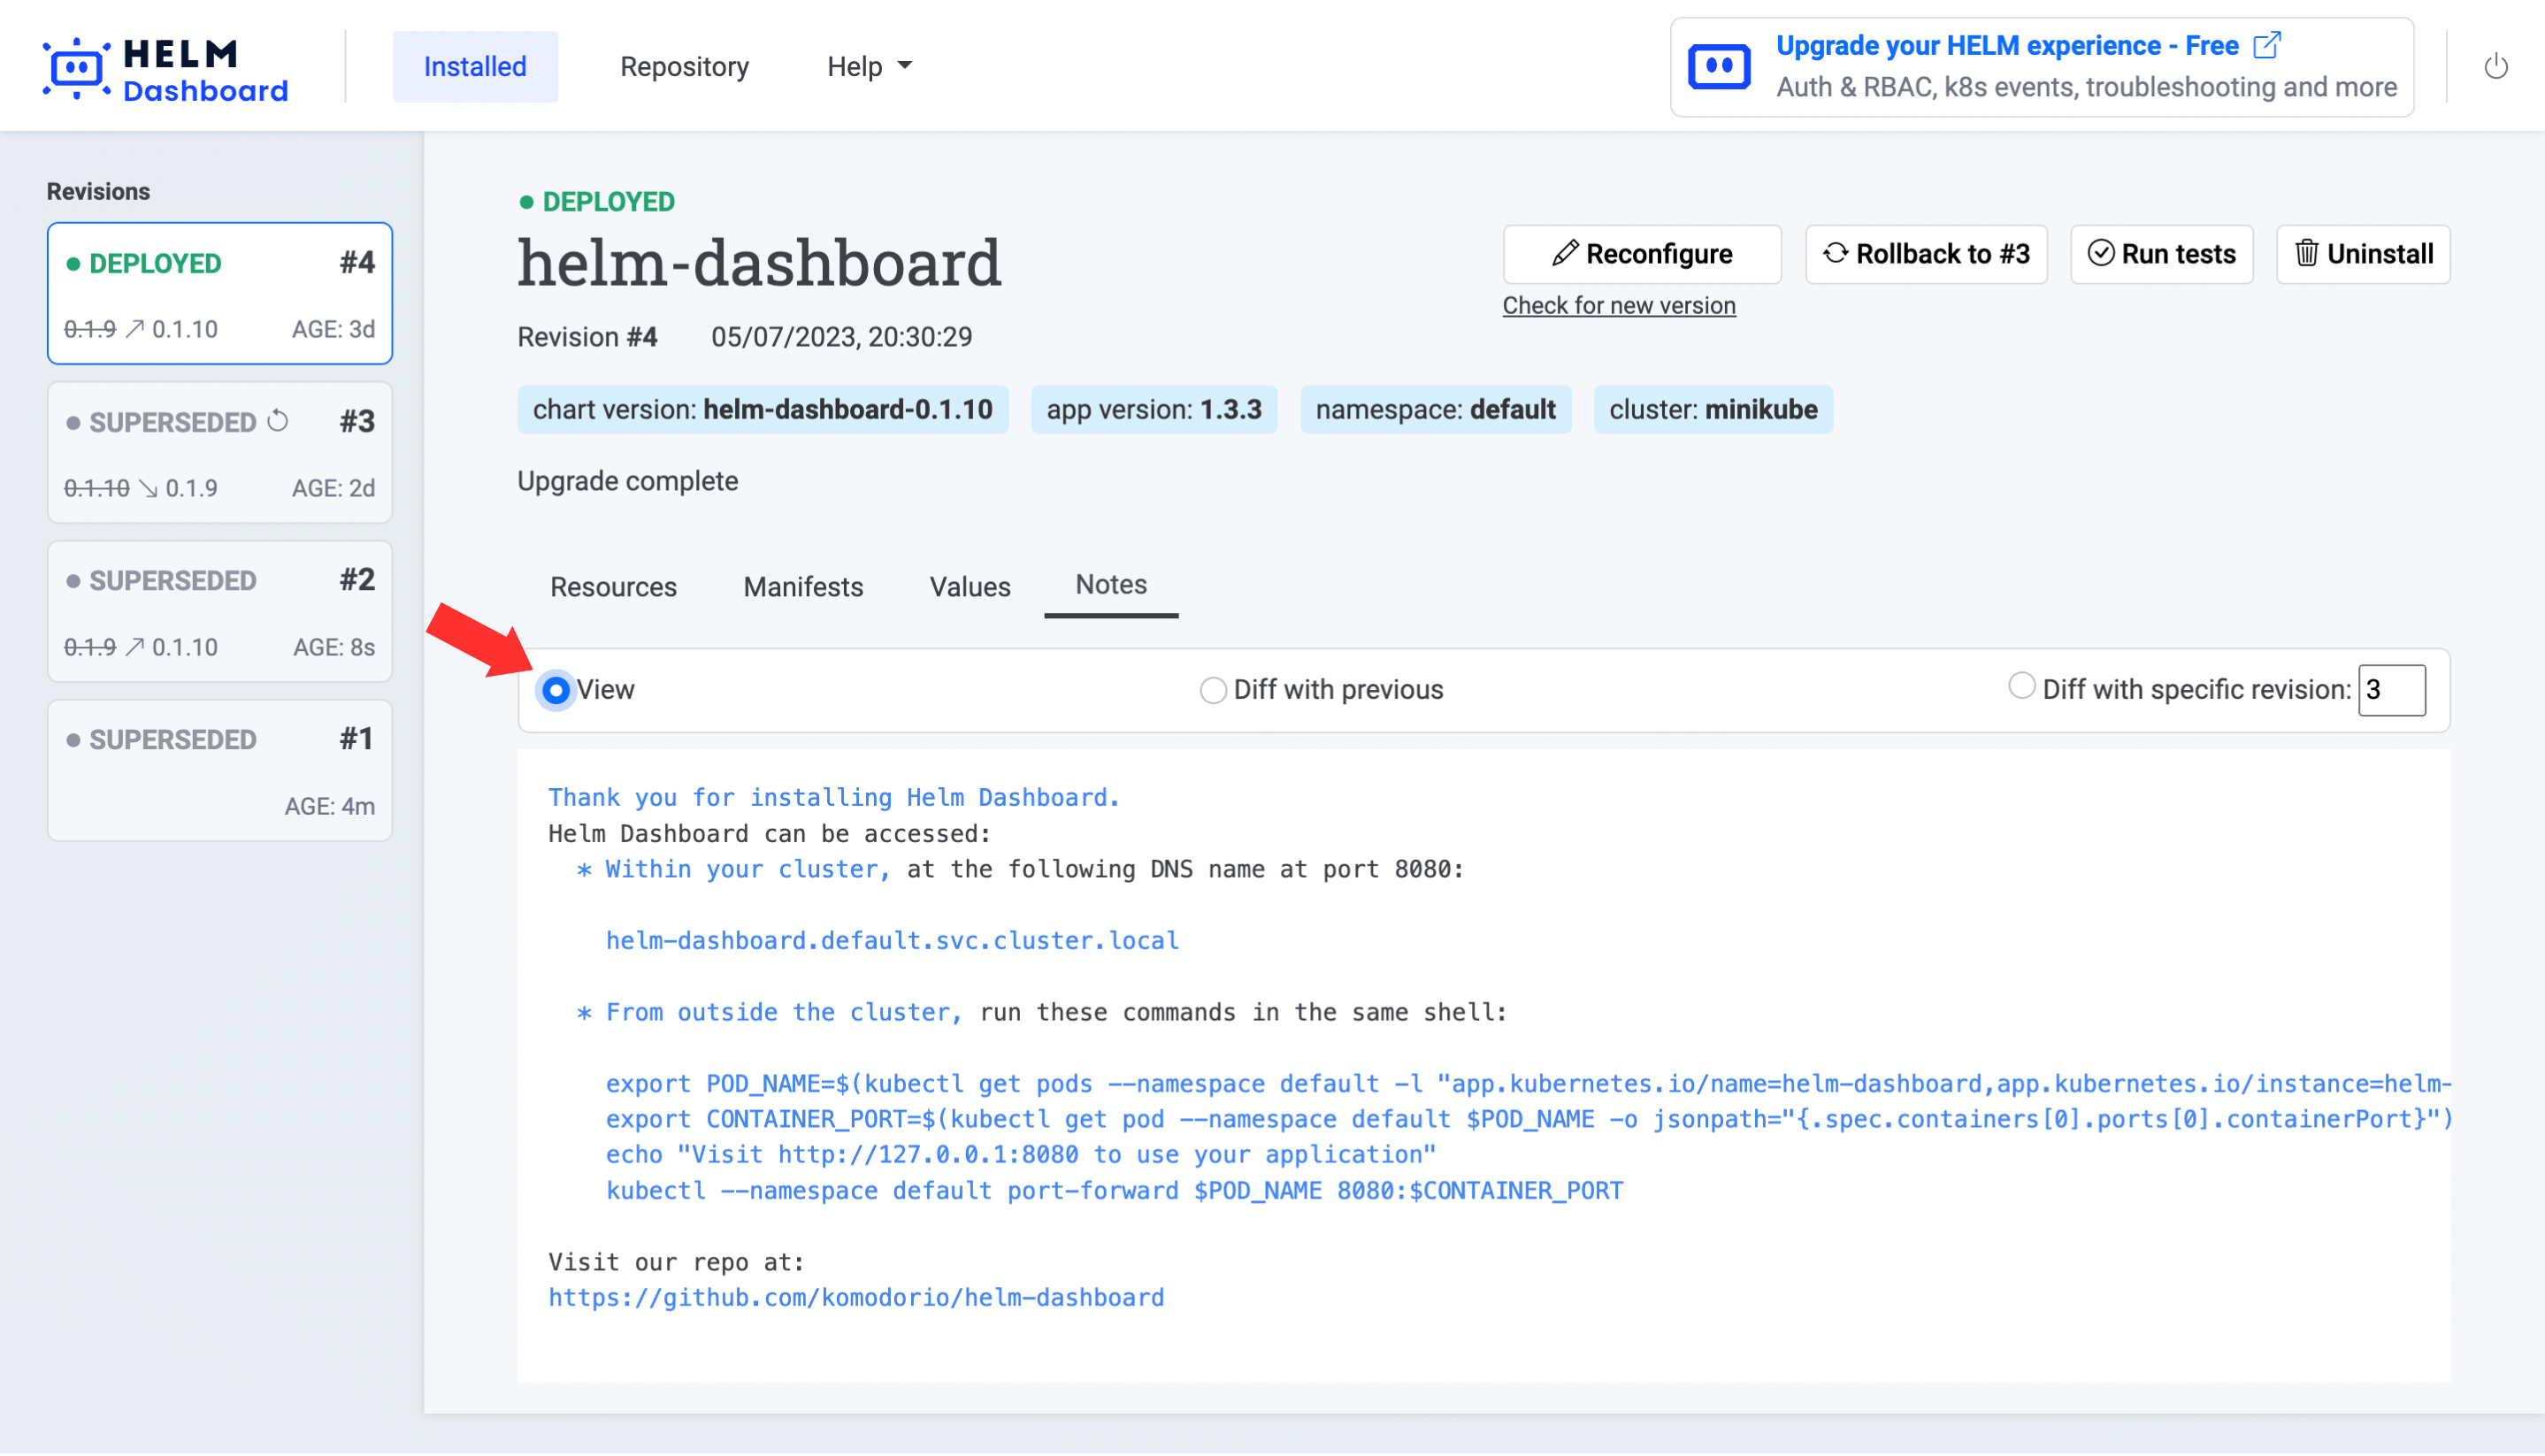 HELM
Dashboard
Installed
Repository
Help
Upgrade your HELM experience - Free
Auth & RBAC, k8s events, troubleshooting and more
Revisions
DEPLOYED #4
0.1.9 ↗ 0.1.10 AGE: 3d
SUPERSEDED #3
0.1.10 ↘ 0.1.9 AGE: 2d
SUPERSEDED #2
0.1.9 ↗ 0.1.10 AGE: 8s
SUPERSEDED #1
AGE: 4m
DEPLOYED
helm-dashboard
Revision #4 05/07/2023, 20:30:29
Reconfigure
Rollback to #3
Run tests
Uninstall
Check for new version
chart version: helm-dashboard-0.1.10
app version: 1.3.3
namespace: default
cluster: minikube
Upgrade complete
Resources
Manifests
Values
Notes
View
Diff with previous
Diff with specific revision: 3
Thank you for installing Helm Dashboard.
Helm Dashboard can be accessed:
* Within your cluster, at the following DNS name at port 8080:
helm-dashboard.default.svc.cluster.local
* From outside the cluster, run these commands in the same shell:
export POD_NAME=$(kubectl get pods --namespace default -l "app.kubernetes.io/name=helm-dashboard,app.kubernetes.io/instance=helm-
export CONTAINER_PORT=$(kubectl get pod --namespace default $POD_NAME -o jsonpath="{.spec.containers[0].ports[0].containerPort}")
echo "Visit http://127.0.0.1:8080 to use your application"
kubectl --namespace default port-forward $POD_NAME 8080:$CONTAINER_PORT
Visit our repo at:
https://github.com/komodorio/helm-dashboard